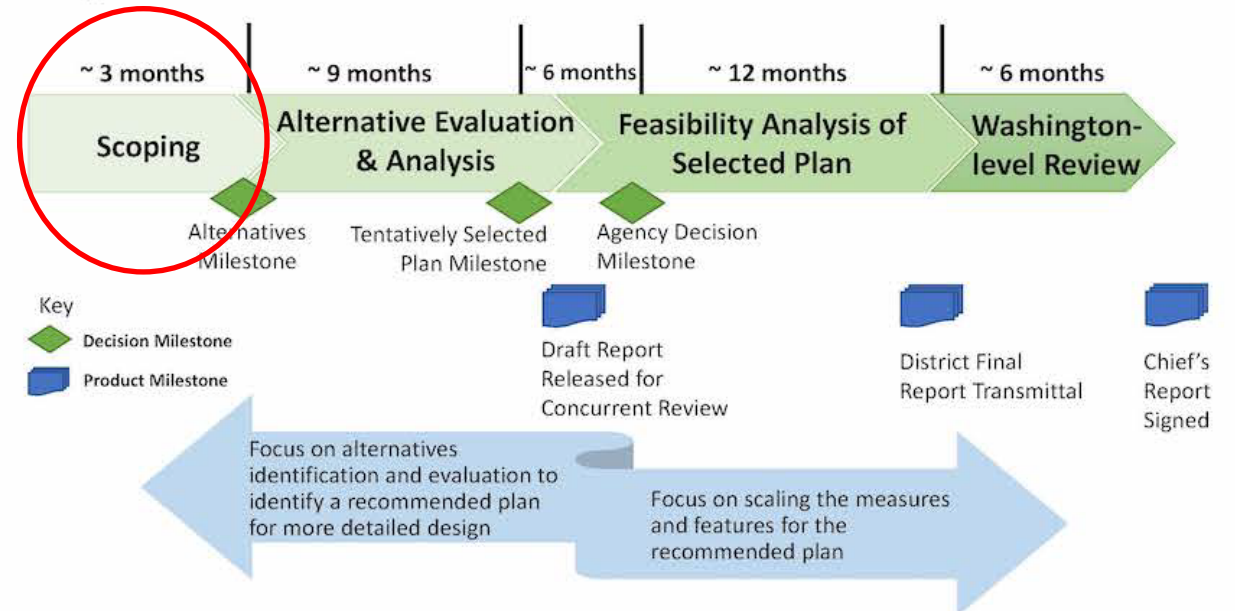 ~ 3 months
~ 9 months
~ 6 months
~ 12 months
~ 6 months
Scoping
Alternative Evaluation
& Analysis
Feasibility Analysis of
Selected Plan
Washington-
level Review
Alternatives
Milestone
Tentatively Selected
Plan Milestone
Agency Decision
Milestone
Key
Decision Milestone
Product Milestone
Draft Report
Released for
Concurrent Review
District Final
Report Transmittal
Chief's
Report
Signed
Focus on alternatives
identification and evaluation to
identify a recommended plan
for more detailed design
Focus on scaling the measures
and features for the
recommended plan